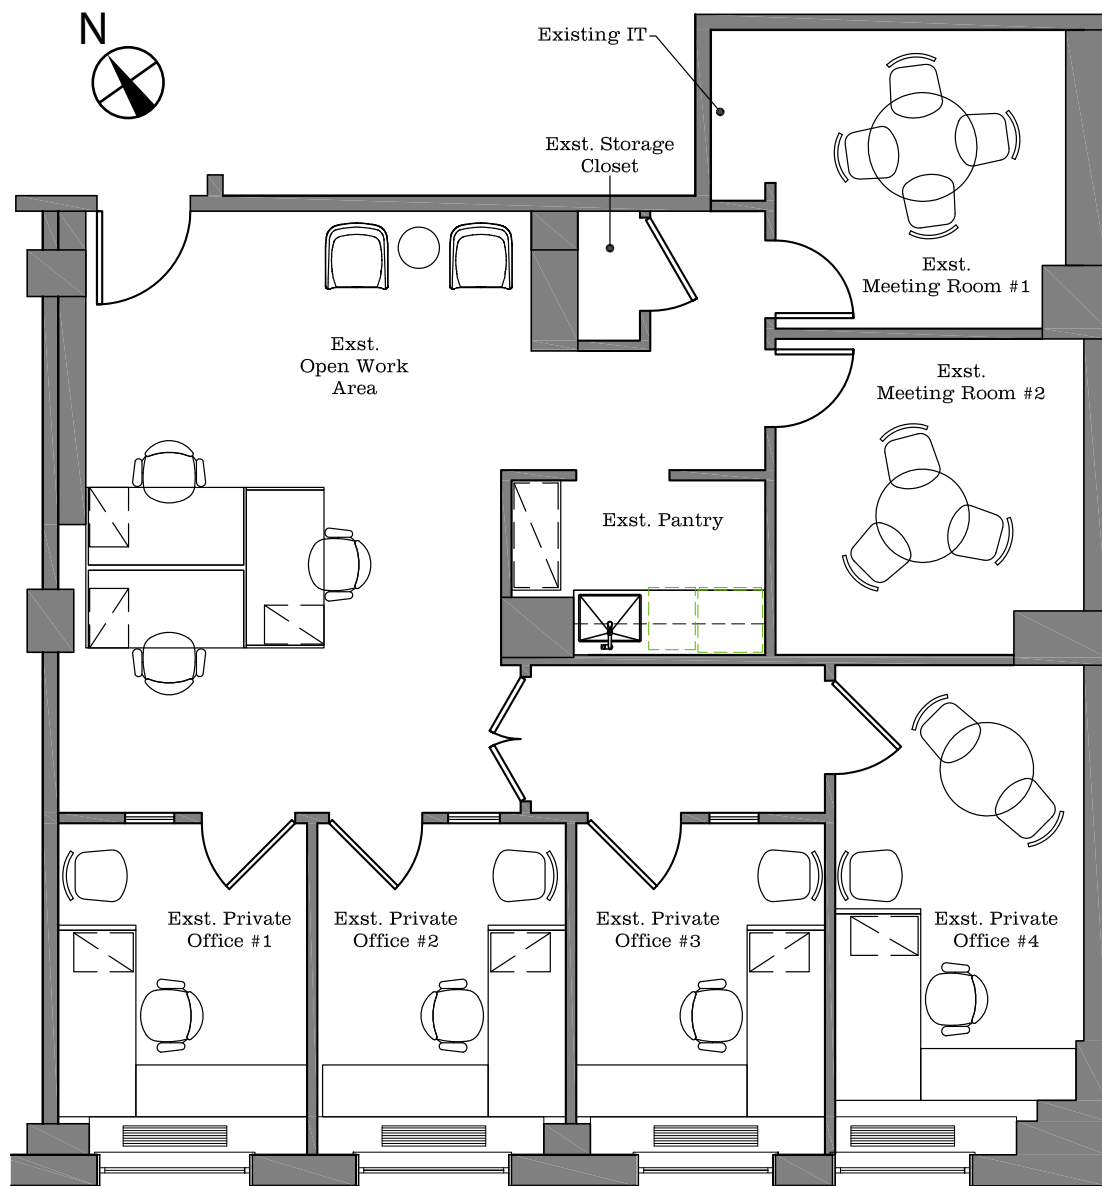 N
Existing IT
Exst. Storage
Closet
Exst.
Meeting Room #1
Exst.
Open Work
Area
Exst.
Meeting Room #2
Exst. Pantry
Exst. Private
Office #1
Exst. Private
Office #2
Exst. Private
Office #3
Exst. Private
Office #4